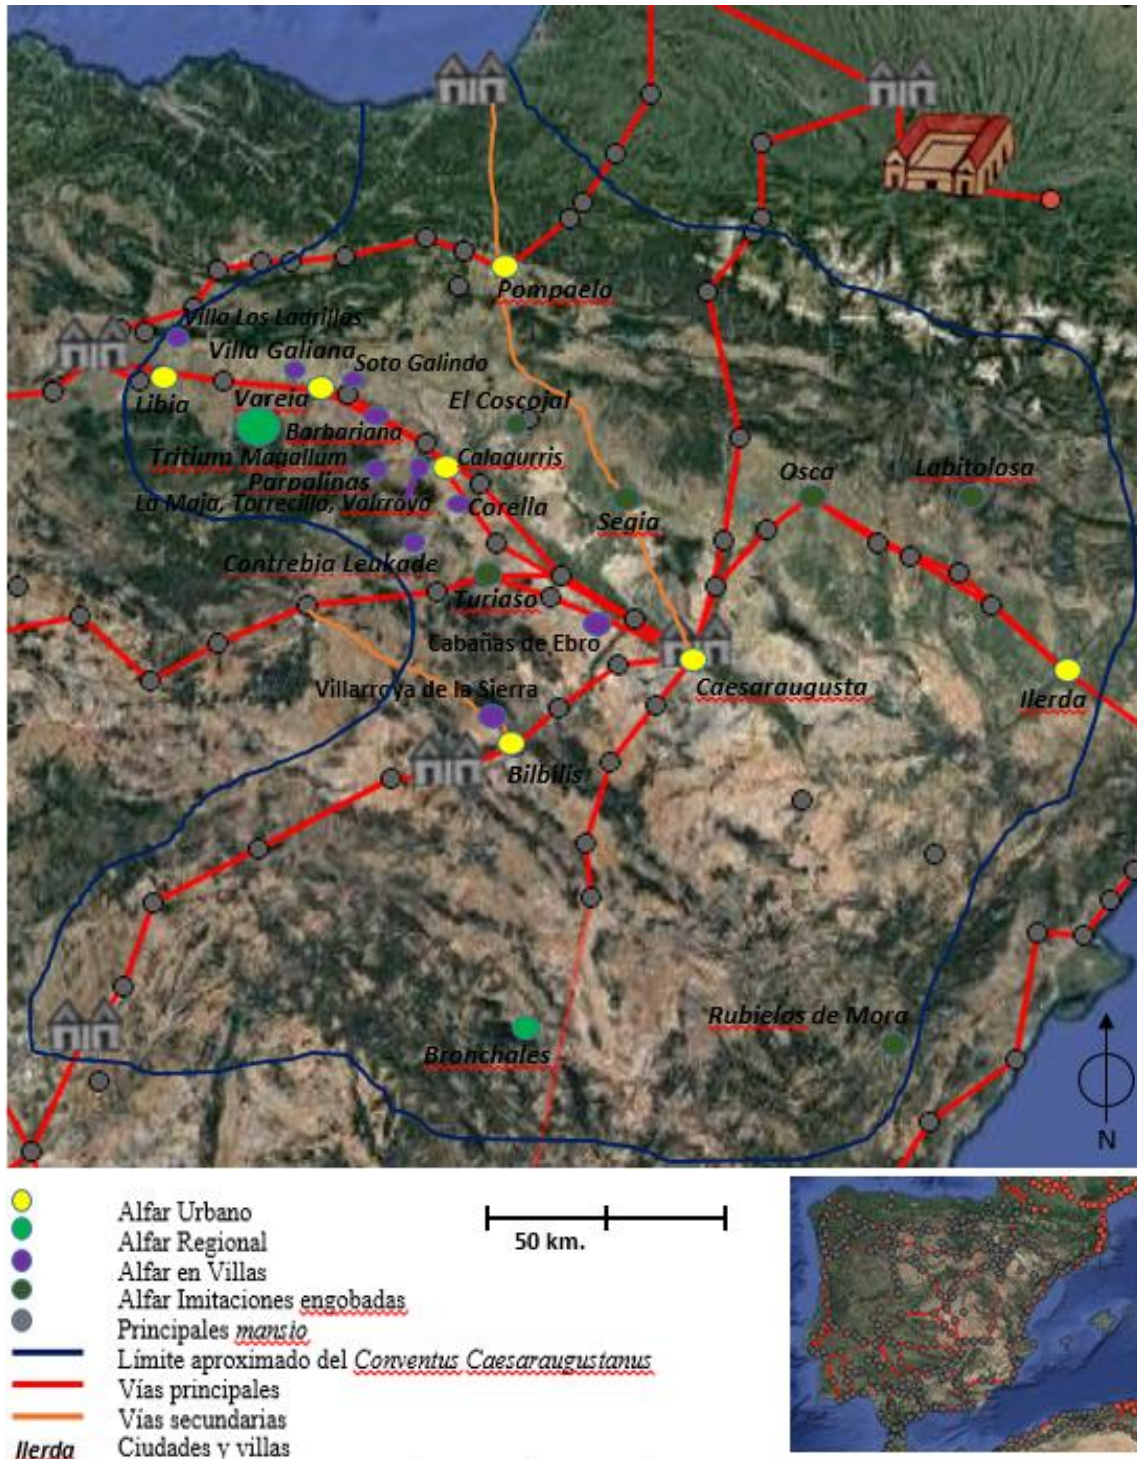 Pompaelo
Villa Los Ladrillos
Villa Galiana
Soto Galindo
Libia
Vareia
El Coscojal
Barbariana
Tritium Magallum
Calagurris
Osca
Labitolosa
Parpalinas
La Maja, Torrecillo, Valrroyo
Corella
Segia
Contrebia Leukade
Turiaso
Cabañas de Ebro
Villarroya de la Sierra
Caesaraugusta
Ilerda
Bilbilis
Rubielos de Mora
Bronchales
N
Alfar Urbano
Alfar Regional
Alfar en Villas
Alfar Imitaciones engobadas
Principales mansio
Límite aproximado del Conventus Caesaraugustanus
Vías principales
Vías secundarias
Ilerda Ciudades y villas
50 km.